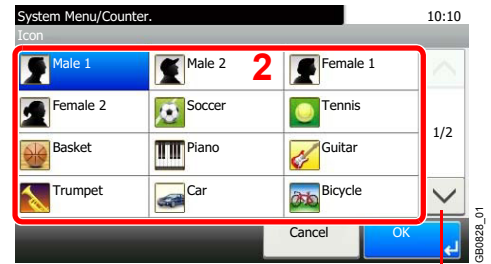 System Menu/Counter. 10:10
Icon
Male 1 Male 2 2 Female 1
Female 2 Soccer Tennis
1/2
Basket Piano Guitar
Trumpet Car Bicycle
Cancel OK
GB0828_01